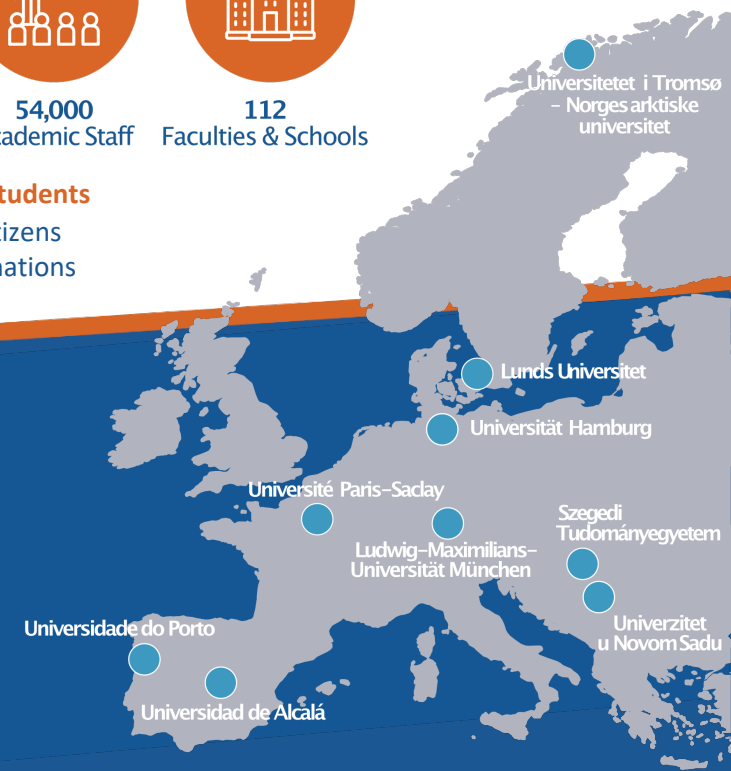 54,000
cademic Staff
112
Faculties & Schools
tudents
tizens
nations
Universitetet i Tromsø
– Norges arktiske
universitet
Lunds Universitet
Universität Hamburg
Université Paris–Saclay
Ludwig–Maximilians–
Universität München
Szegedi
Tudományegyetem
Univerzitet
u Novom Sadu
Universidade do Porto
Universidad de Alcalá